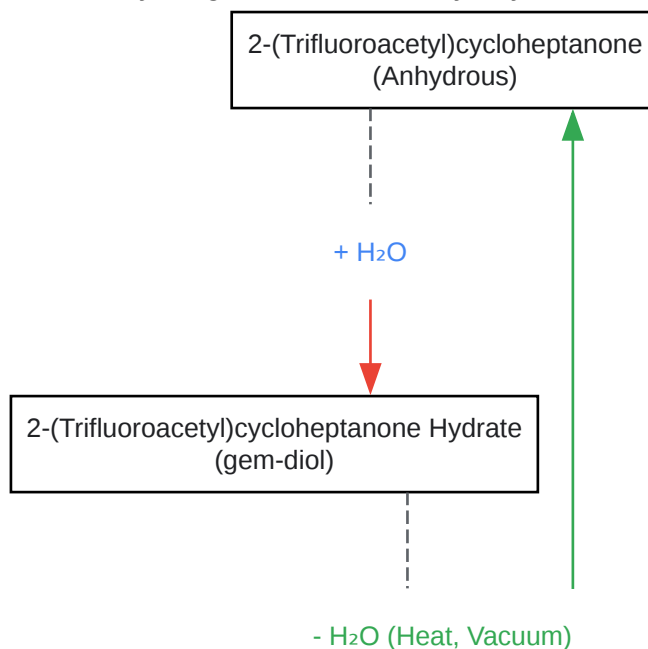 2-(Trifluoroacetyl)cycloheptanone
(Anhydrous)
+ H₂O
2-(Trifluoroacetyl)cycloheptanone Hydrate
(gem-diol)
- H₂O (Heat, Vacuum)